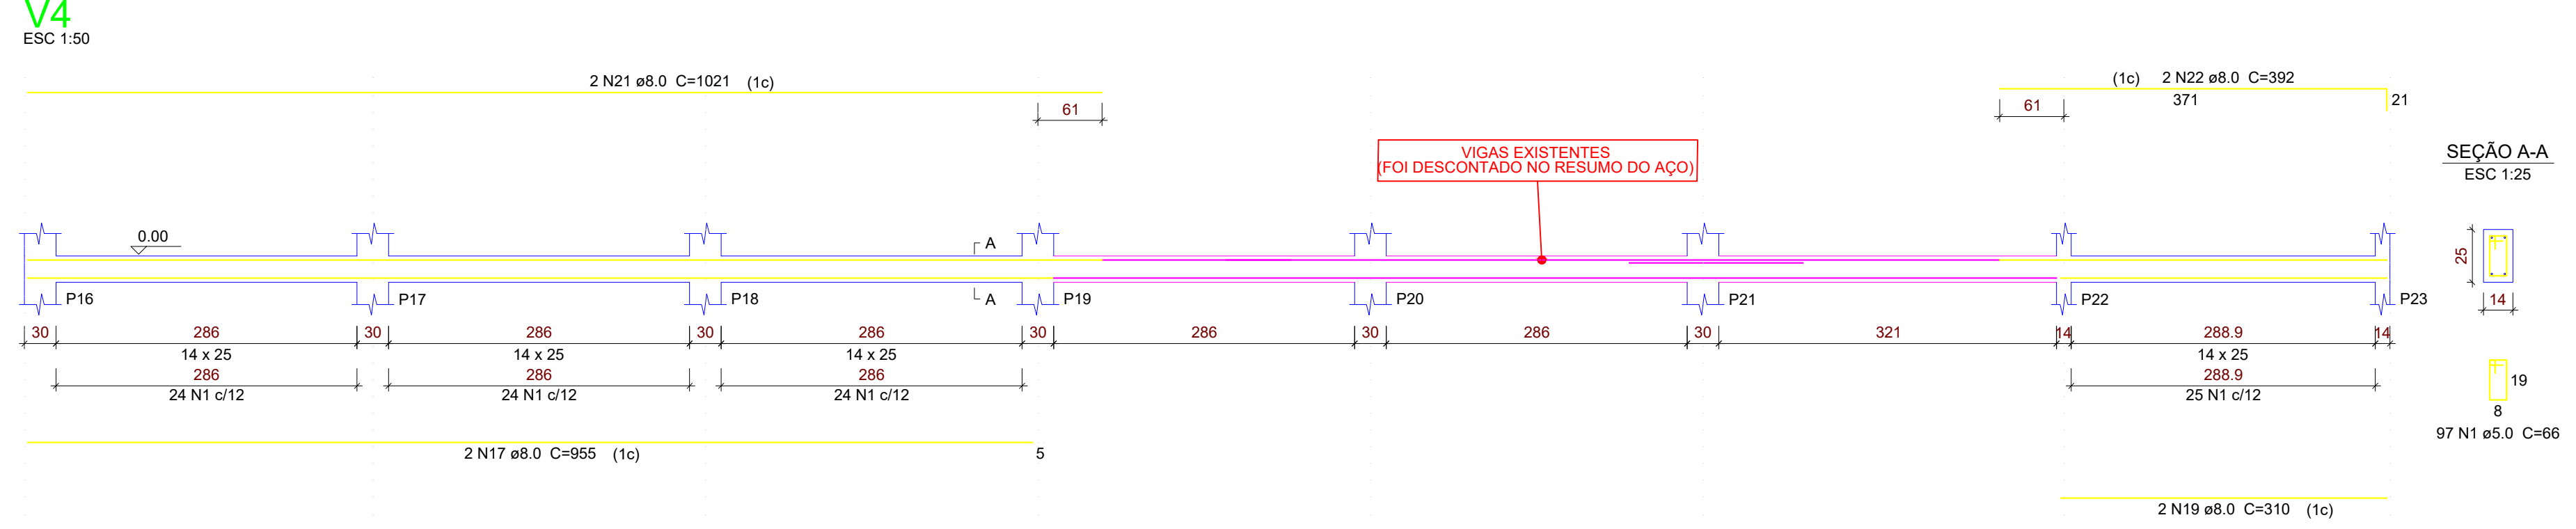 V4
ESC 1:50
2 N21 ø8.0 C=1021 (1c)
61
(1c) 2 N22 ø8.0 C=392
371
21
61
VIGAS EXISTENTES
(FOI DESCONTADO NO RESUMO DO AÇO)
SEÇÃO A-A
ESC 1:25
0.00
A
A
25
14
P16
P17
P18
P19
P20
P21
P22
P23
30 286 30 286 30 286 30 286 30 286 30 321 14 288.9 14
14 x 25 14 x 25 14 x 25 14 x 25
286 286 286 288.9
24 N1 c/12 24 N1 c/12 24 N1 c/12 25 N1 c/12
19
8
97 N1 ø5.0 C=66
2 N17 ø8.0 C=955 (1c)
5
2 N19 ø8.0 C=310 (1c)